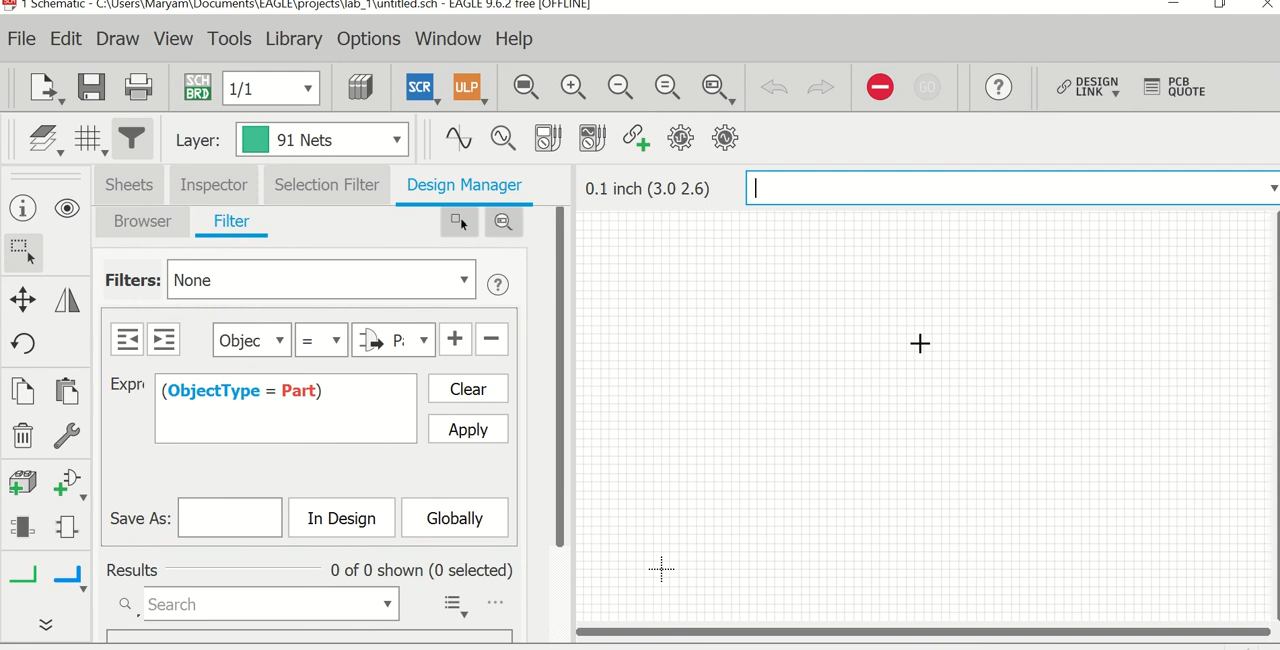 1 Schematic - C:\Users\Maryam\Documents\EAGLE\projects\lab_1\untitled.sch - EAGLE 9.6.2 free [OFFLINE]
File Edit Draw View Tools Library Options Window Help
SCH BRD 1/1 SCR ULP GO ? DESIGN LINK PCB QUOTE
Layer: 91 Nets
Sheets Inspector Selection Filter Design Manager
0.1 inch (3.0 2.6)
Browser Filter
Filters: None ?
Objec = Pa + −
Expre (ObjectType = Part) Clear
Apply
Save As: In Design Globally
Results 0 of 0 shown (0 selected)
Search